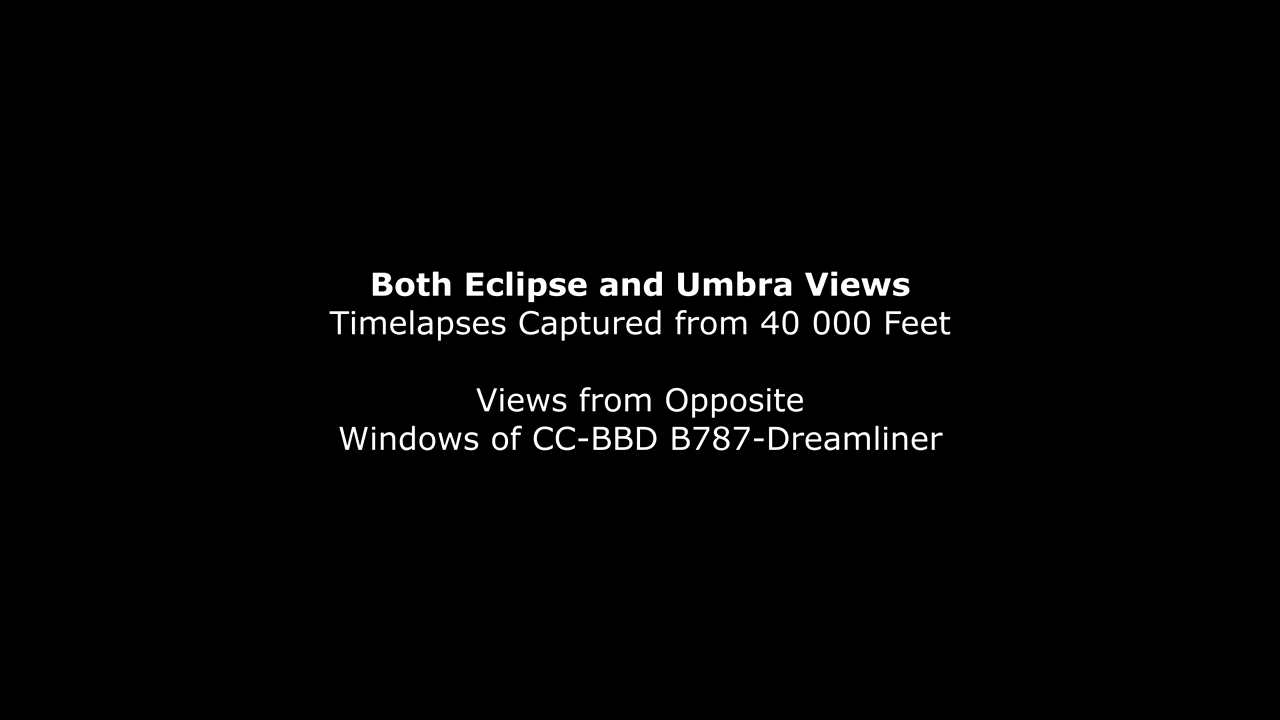 Both Eclipse and Umbra Views
Timelapses Captured from 40 000 Feet
Views from Opposite
Windows of CC-BBD B787-Dreamliner